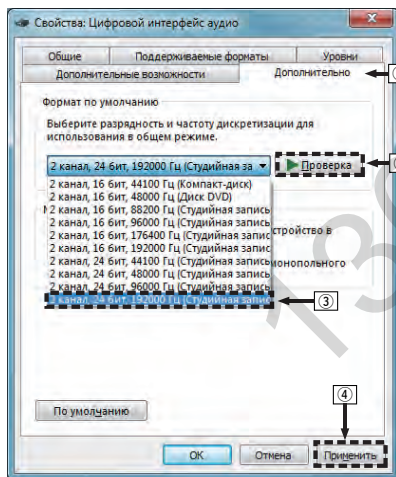 Свойства: Цифровой интерфейс аудио
Общие Поддерживаемые форматы Уровни
Дополнительные возможности Дополнительно
Формат по умолчанию
Выберите разрядность и частоту дискретизации для
использования в общем режиме.
2 канал, 24 бит, 192000 Гц (Студийная за Проверка
2 канал, 16 бит, 44100 Гц (Компакт-диск)
2 канал, 16 бит, 48000 Гц (Диск DVD)
2 канал, 16 бит, 88200 Гц (Студийная запись
2 канал, 16 бит, 96000 Гц (Студийная запись
2 канал, 16 бит, 176400 Гц (Студийная запис стройство в
2 канал, 16 бит, 192000 Гц (Студийная запис
2 канал, 24 бит, 44100 Гц (Студийная запись монопольного
2 канал, 24 бит, 48000 Гц (Студийная запись
2 канал, 24 бит, 96000 Гц (Студийная запись
2 канал, 24 бит, 192000 Гц (Студийная запис
③
По умолчанию
④
ОК Отмена Применить